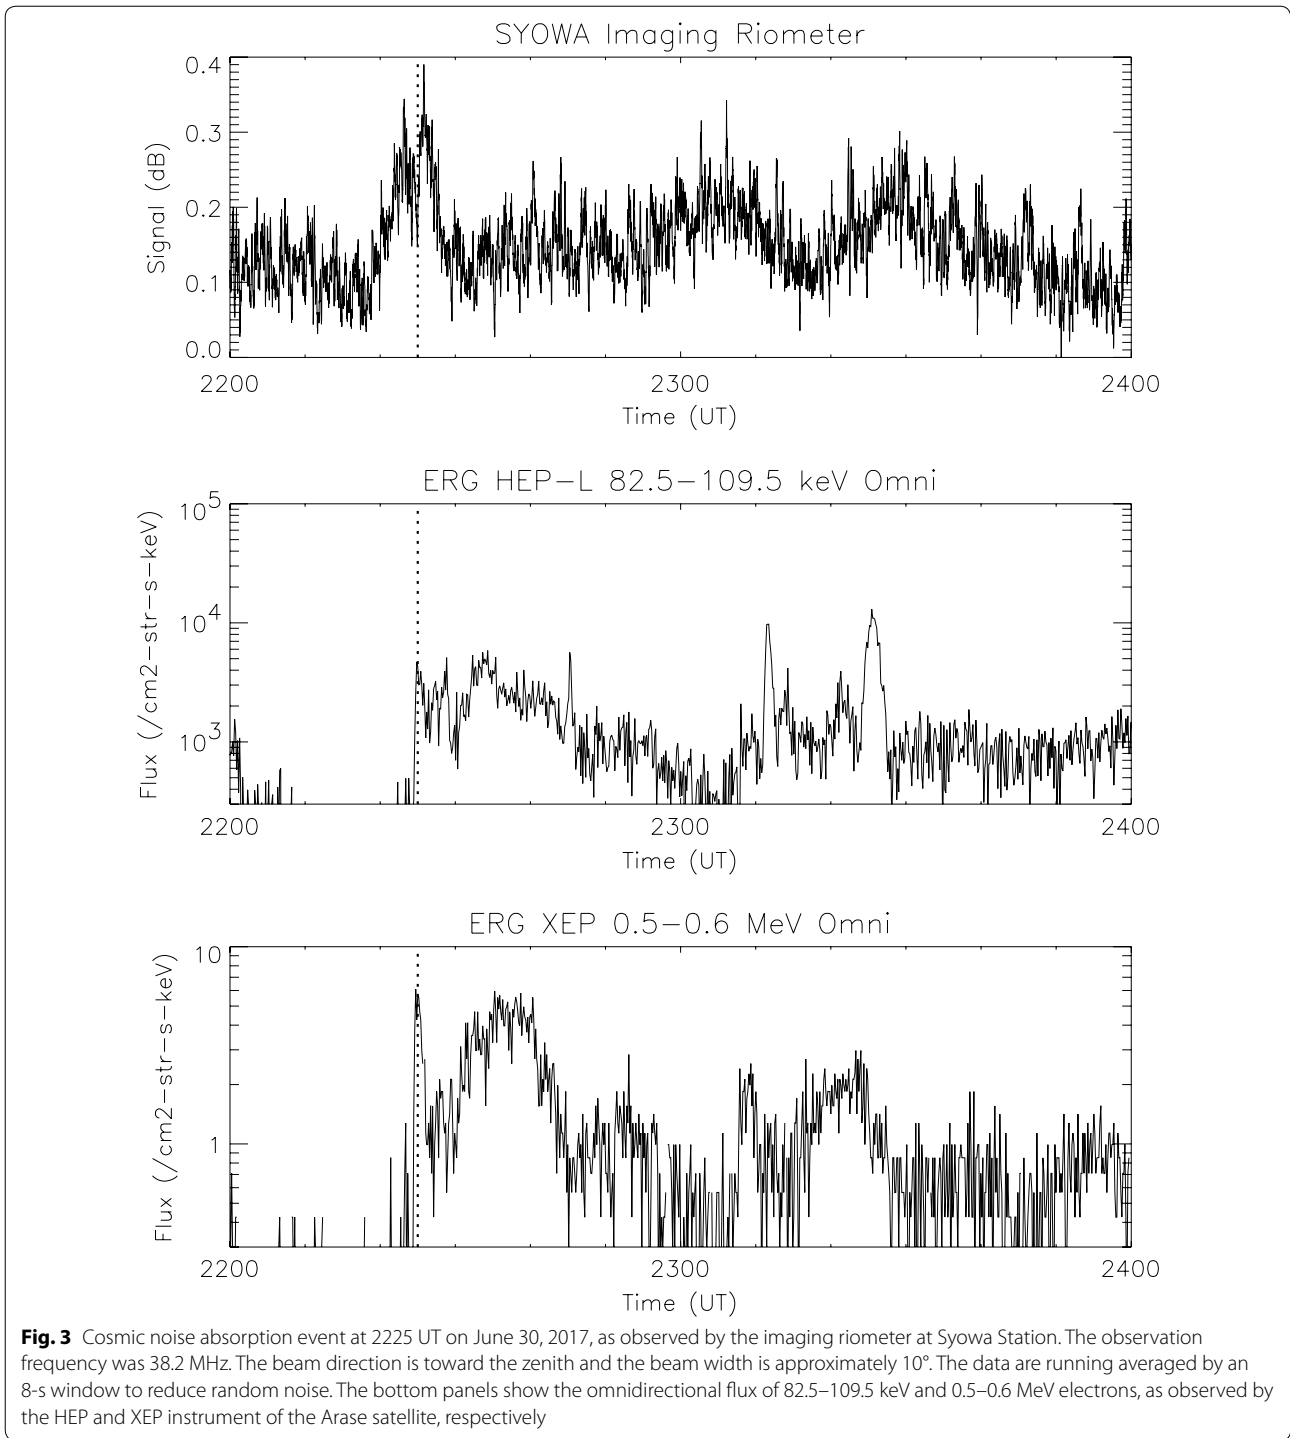 SYOWA Imaging Riometer
0.4
0.3
0.2
0.1
0.0
Signal (dB)
2200 2300 2400
Time (UT)
ERG HEP−L 82.5−109.5 keV Omni
10^5
10^4
10^3
Flux (/cm2−str−s−keV)
2200 2300 2400
Time (UT)
ERG XEP 0.5−0.6 MeV Omni
10
1
Flux (/cm2−str−s−keV)
2200 2300 2400
Time (UT)
Fig. 3 Cosmic noise absorption event at 2225 UT on June 30, 2017, as observed by the imaging riometer at Syowa Station. The observation
frequency was 38.2 MHz. The beam direction is toward the zenith and the beam width is approximately 10°. The data are running averaged by an
8-s window to reduce random noise. The bottom panels show the omnidirectional flux of 82.5–109.5 keV and 0.5–0.6 MeV electrons, as observed by
the HEP and XEP instrument of the Arase satellite, respectively